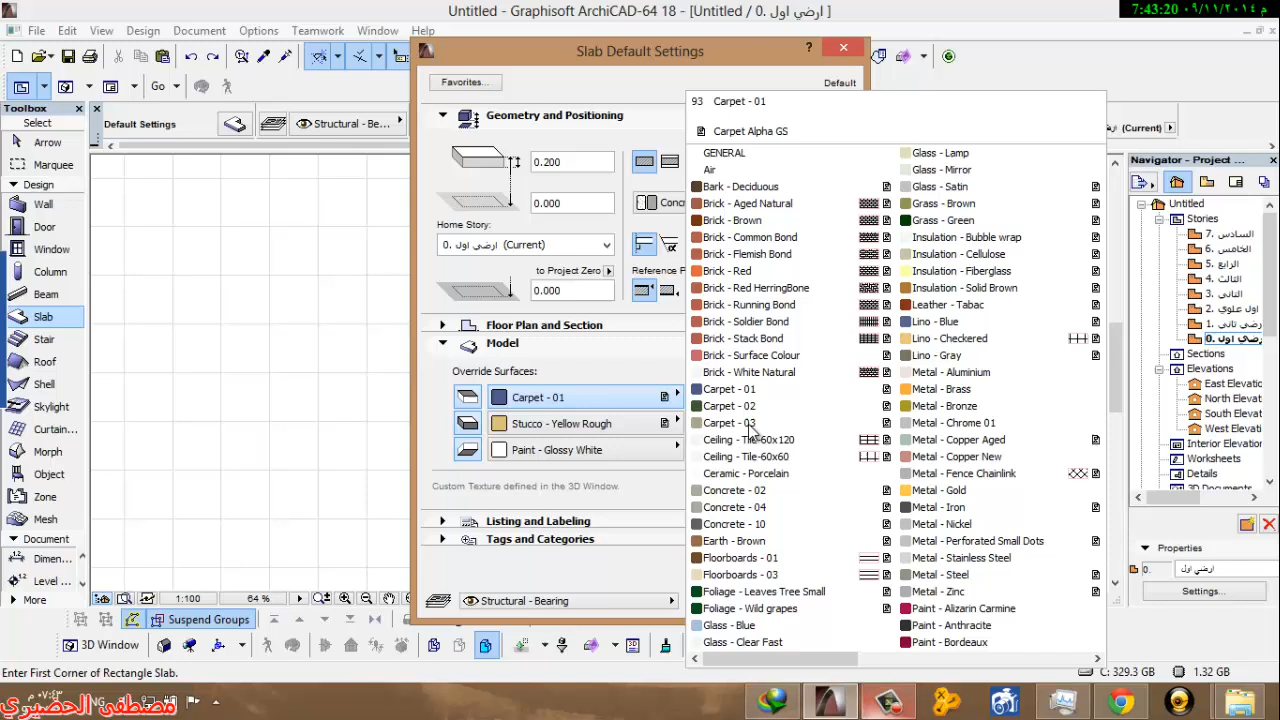 Untitled - Graphisoft ArchiCAD-64 18 - [Untitled / 0. ارضي اول]
7:43:20 م ٠٩/١١/٢٠١٤
File Edit View Design Document Options Teamwork Window Help
Slab Default Settings
?
Go
Favorites...
Default
Toolbox
Select
Arrow
Marquee
Design
Wall
Door
Window
Column
Beam
Slab
Stair
Roof
Shell
Skylight
Curtain...
Morph
Object
Zone
Mesh
Document
Dimen...
Level ...
More
Default Settings
Structural - Be...
Geometry and Positioning
0.200
0.000
Concr
Home Story:
0. ارضي اول (Current)
to Project Zero
Reference P
0.000
Floor Plan and Section
Model
Override Surfaces:
Carpet - 01
Stucco - Yellow Rough
Paint - Glossy White
Custom Texture defined in the 3D Window.
Listing and Labeling
Tags and Categories
Structural - Bearing
93 Carpet - 01
Carpet Alpha GS
GENERAL
Air
Bark - Deciduous
Brick - Aged Natural
Brick - Brown
Brick - Common Bond
Brick - Flemish Bond
Brick - Red
Brick - Red HerringBone
Brick - Running Bond
Brick - Soldier Bond
Brick - Stack Bond
Brick - Surface Colour
Brick - White Natural
Carpet - 01
Carpet - 02
Carpet - 03
Ceiling - Tile-60x120
Ceiling - Tile-60x60
Ceramic - Porcelain
Concrete - 02
Concrete - 04
Concrete - 10
Earth - Brown
Floorboards - 01
Floorboards - 03
Foliage - Leaves Tree Small
Foliage - Wild grapes
Glass - Blue
Glass - Clear Fast
Glass - Lamp
Glass - Mirror
Glass - Satin
Grass - Brown
Grass - Green
Insulation - Bubble wrap
Insulation - Cellulose
Insulation - Fiberglass
Insulation - Solid Brown
Leather - Tabac
Lino - Blue
Lino - Checkered
Lino - Gray
Metal - Aluminium
Metal - Brass
Metal - Bronze
Metal - Chrome 01
Metal - Copper Aged
Metal - Copper New
Metal - Fence Chainlink
Metal - Gold
Metal - Iron
Metal - Nickel
Metal - Perforated Small Dots
Metal - Stainless Steel
Metal - Steel
Metal - Zinc
Paint - Alizarin Carmine
Paint - Anthracite
Paint - Bordeaux
(Current)
Navigator - Project ...
Untitled
Stories
7. السادس
6. الخامس
5. الرابع
4. الثالث
3. الثاني
2. اول علوي
1. رضي ثاني
0. ارضي اول
Sections
Elevations
East Elevati
North Elevat
South Elevat
West Elevati
Interior Elevation
Worksheets
Details
3D Documents
Properties
0. ارضي اول
Settings...
1:100
64 %
Suspend Groups
3D Window
Enter First Corner of Rectangle Slab.
C: 329.3 GB
1.32 GB
مصطفى الحضيري